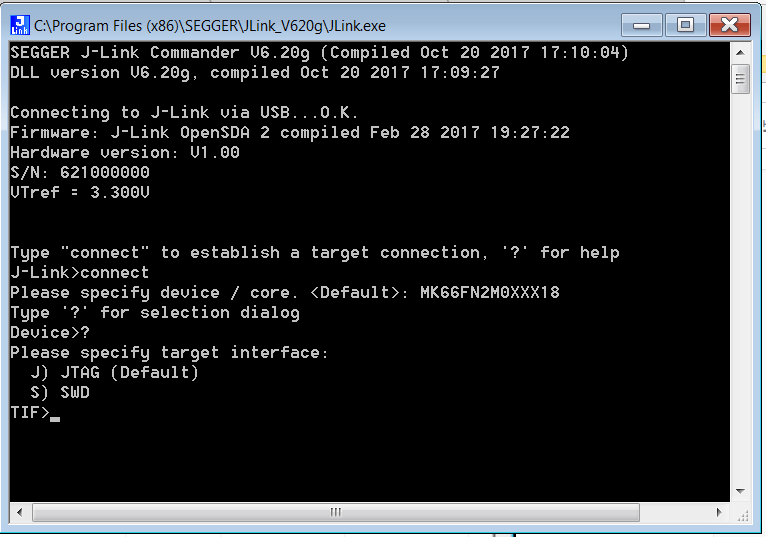 C:\Program Files (x86)\SEGGER\JLink_V620g\JLink.exe
SEGGER J-Link Commander V6.20g (Compiled Oct 20 2017 17:10:04)
DLL version V6.20g, compiled Oct 20 2017 17:09:27
Connecting to J-Link via USB...O.K.
Firmware: J-Link OpenSDA 2 compiled Feb 28 2017 19:27:22
Hardware version: V1.00
S/N: 621000000
VTref = 3.300V
Type "connect" to establish a target connection, '?' for help
J-Link>connect
Please specify device / core. <Default>: MK66FN2M0XXX18
Type '?' for selection dialog
Device>?
Please specify target interface:
J) JTAG (Default)
S) SWD
TIF>_